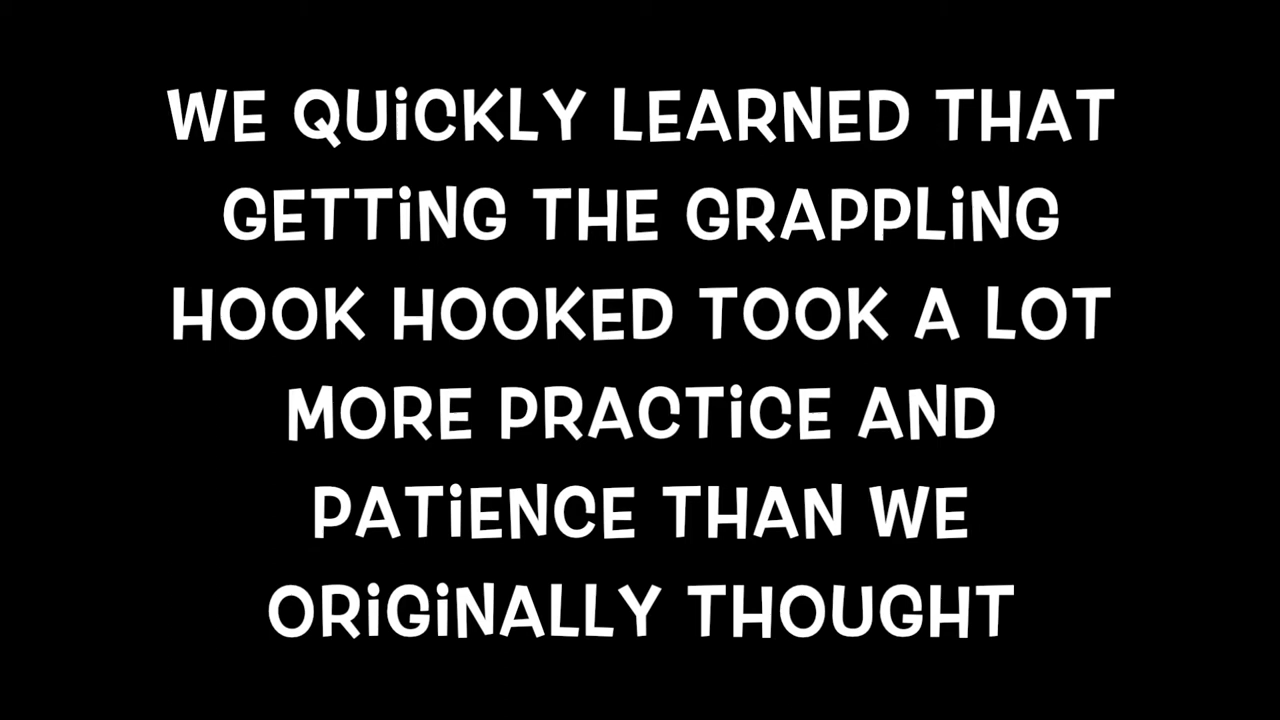 WE QUiCKLY LEARNED THAT
GETTiNG THE GRAPPLiNG
HOOK HOOKED TOOK A LOT
MORE PRACTiCE AND
PATiENCE THAN WE
ORiGiNALLY THOUGHT